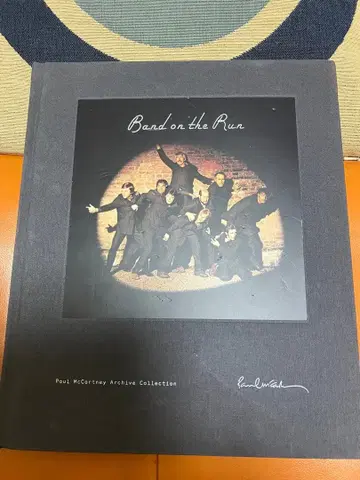 Band on the Run
Paul McCartney Archive Collection